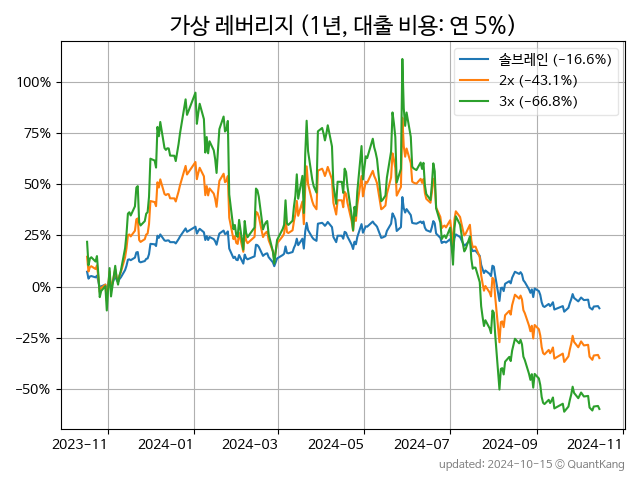 가상 레버리지 (1년, 대출 비용: 연 5%)
솔브레인 (−16.6%)
2x (−43.1%)
3x (−66.8%)
100%
75%
50%
25%
0%
−25%
−50%
2023-11 2024-01 2024-03 2024-05 2024-07 2024-09 2024-11
updated: 2024-10-15 © QuantKang